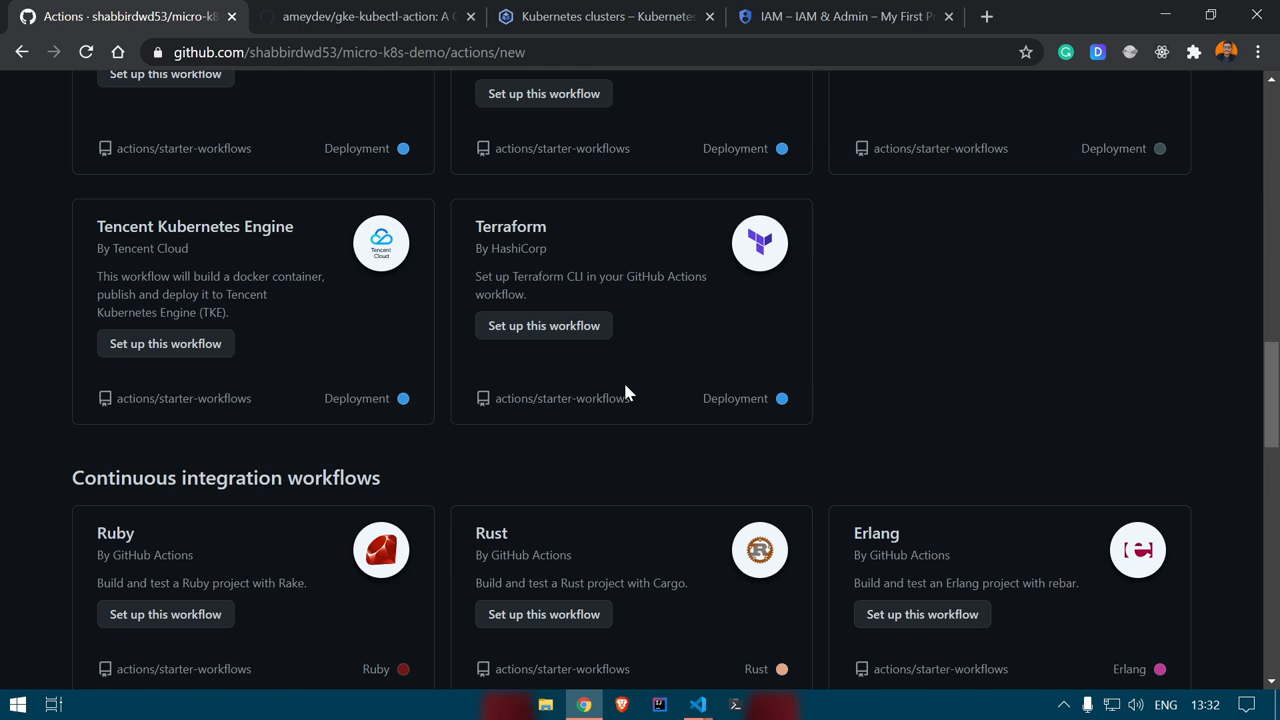 Actions · shabbirdwd53/micro-k8s
ameydev/gke-kubectl-action: A G
Kubernetes clusters – Kubernetes
IAM – IAM & Admin – My First Pr
github.com/shabbirdwd53/micro-k8s-demo/actions/new
Set up this workflow
Set up this workflow
actions/starter-workflows
Deployment
actions/starter-workflows
Deployment
actions/starter-workflows
Deployment
Tencent Kubernetes Engine
By Tencent Cloud
Tencent
Cloud
This workflow will build a docker container,
publish and deploy it to Tencent
Kubernetes Engine (TKE).
Set up this workflow
actions/starter-workflows
Deployment
Terraform
By HashiCorp
Set up Terraform CLI in your GitHub Actions
workflow.
Set up this workflow
actions/starter-workflows
Deployment
Continuous integration workflows
Ruby
By GitHub Actions
Build and test a Ruby project with Rake.
Set up this workflow
actions/starter-workflows
Ruby
Rust
By GitHub Actions
Build and test a Rust project with Cargo.
Set up this workflow
actions/starter-workflows
Rust
Erlang
By GitHub Actions
Build and test an Erlang project with rebar.
Set up this workflow
actions/starter-workflows
Erlang
ENG
13:32